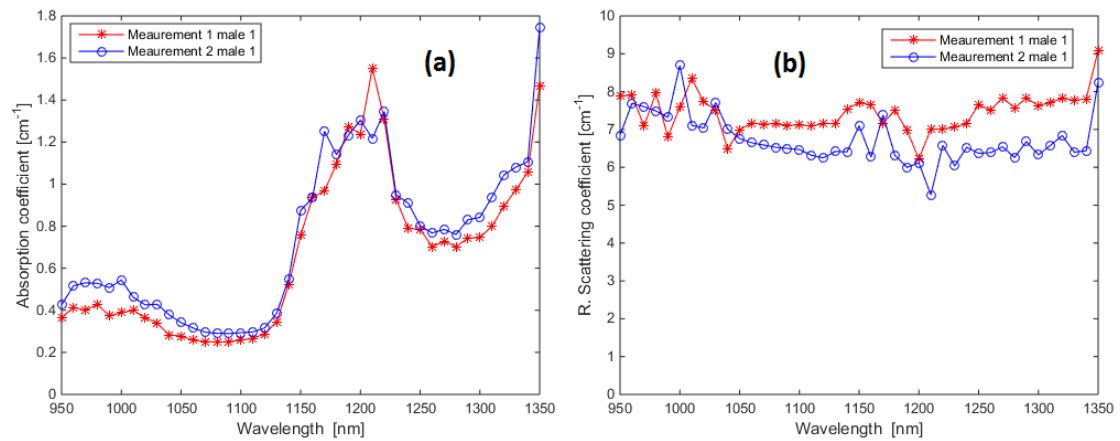 Meaurement 1 male 1
Meaurement 2 male 1
(a)
Absorption coefficient [cm-1]
1.8
1.6
1.4
1.2
1
0.8
0.6
0.4
0.2
0
950 1000 1050 1100 1150 1200 1250 1300 1350
Wavelength [nm]
Meaurement 1 male 1
Meaurement 2 male 1
(b)
R. Scattering coefficient [cm-1]
10
9
8
7
6
5
4
3
2
1
0
950 1000 1050 1100 1150 1200 1250 1300 1350
Wavelength [nm]